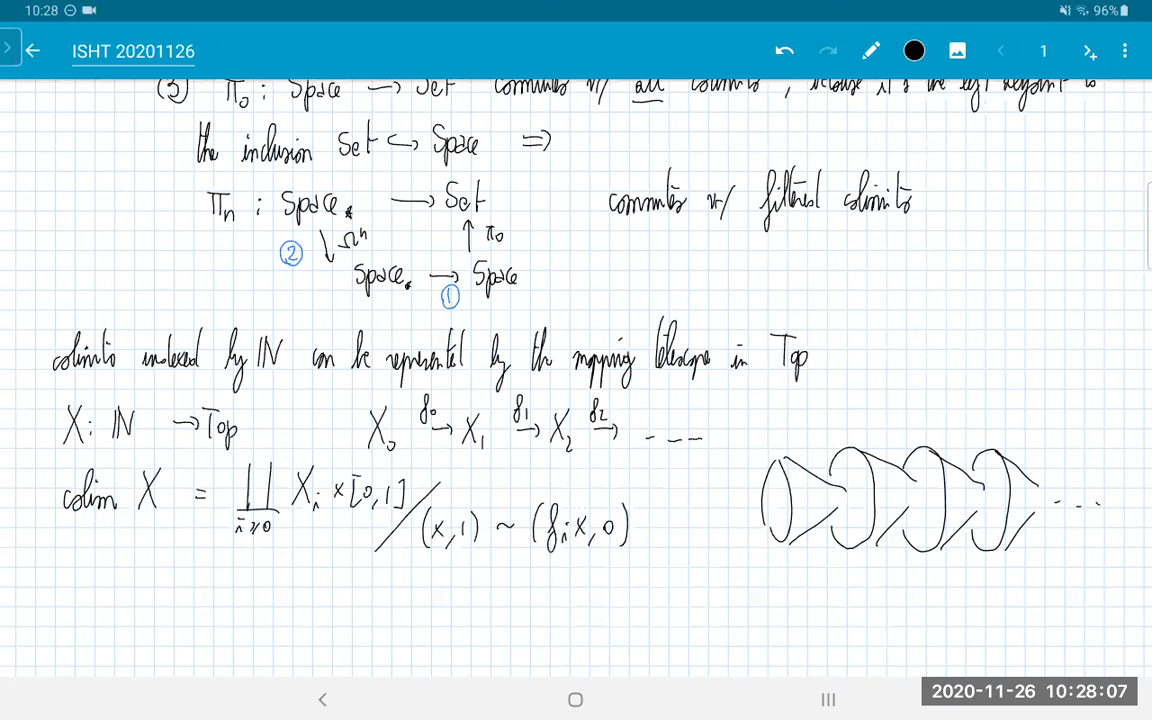 10:28
96%
ISHT 20201126
1
(3) π₀ : Space → Set commutes w/ all colimits, because it's the left adjoint to
the inclusion Set ↪ Space ⇒
πₙ : Space⁎ → Set commutes w/ filtered colimits
② ↓ Ωⁿ ↑ π₀
Space⁎ → Space
①
colimits indexed by ℕ can be represented by the mapping telescope in Top
X : ℕ → Top X₀ f₀→ X₁ f₁→ X₂ f₂→ ----
colim X = ∐_{i≥0} Xᵢ × [0,1] / (x,1) ~ (fᵢx,0) ...
2020-11-26 10:28:07